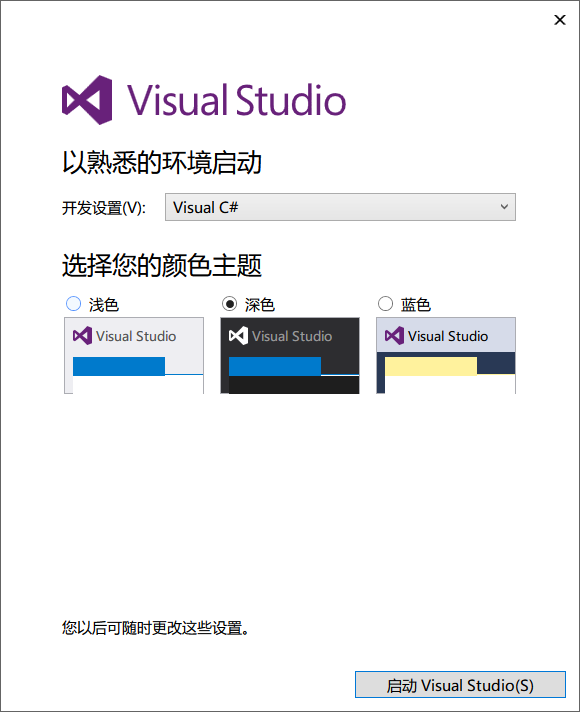 Visual Studio
以熟悉的环境启动
开发设置(V): Visual C#
选择您的颜色主题
浅色 深色 蓝色
Visual Studio Visual Studio Visual Studio
您以后可随时更改这些设置。
启动 Visual Studio(S)